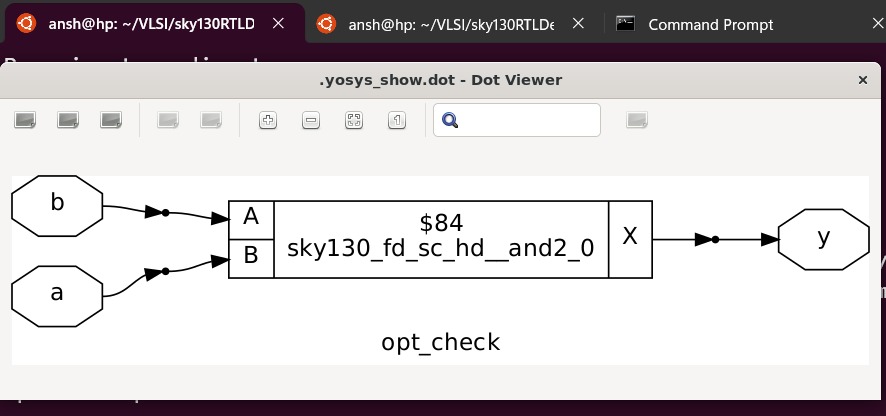 ansh@hp: ~/VLSI/sky130RTLD
ansh@hp: ~/VLSI/sky130RTLDe
Command Prompt
.yosys_show.dot - Dot Viewer
b
a
A
B
$84
sky130_fd_sc_hd__and2_0
X
y
opt_check